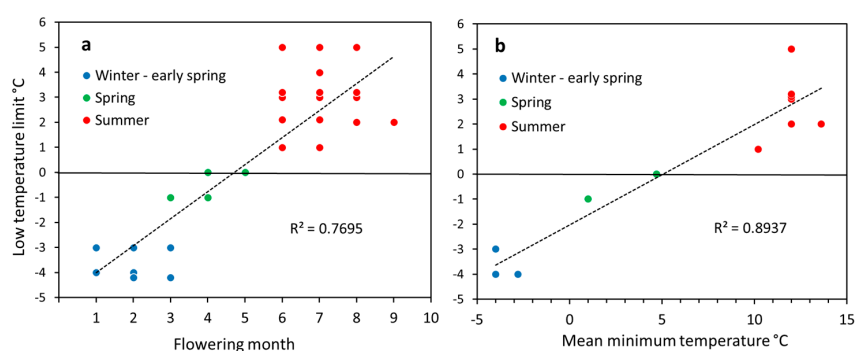 a
Winter - early spring
Spring
Summer
R² = 0.7695
Low temperature limit °C
6
5
4
3
2
1
0
-1
-2
-3
-4
-5
1 2 3 4 5 6 7 8 9 10
Flowering month
b
Winter - early spring
Spring
Summer
R² = 0.8937
6
5
4
3
2
1
0
-1
-2
-3
-4
-5
-5 0 5 10 15
Mean minimum temperature °C